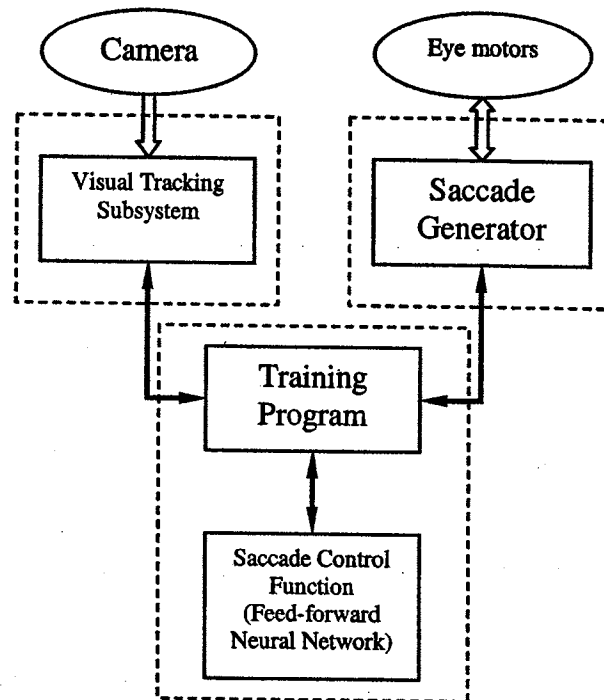 Camera
Eye motors
Visual Tracking
Subsystem
Saccade
Generator
Training
Program
Saccade Control
Function
(Feed-forward
Neural Network)